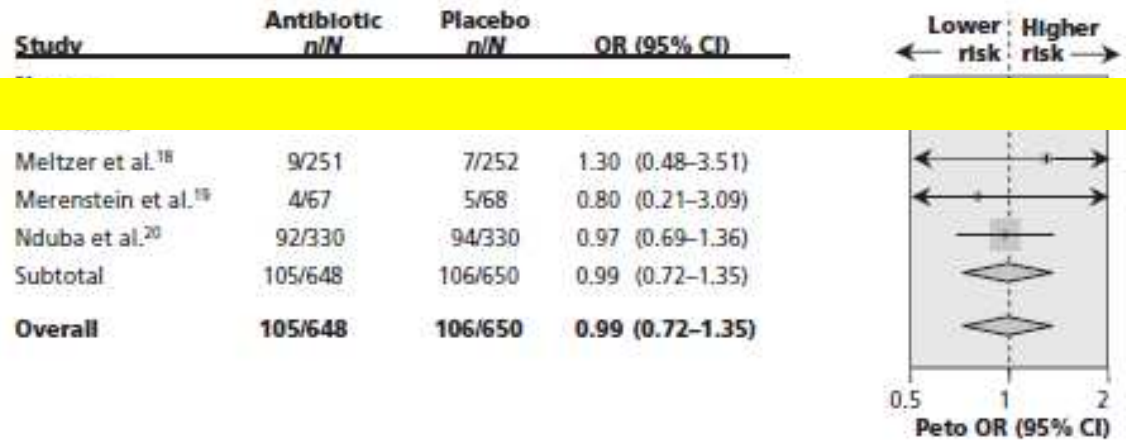 Antibiotic Placebo Lower Higher
Study n/N n/N OR (95% CI) risk risk
Meltzer et al.18 9/251 7/252 1.30 (0.48–3.51)
Merenstein et al.19 4/67 5/68 0.80 (0.21–3.09)
Nduba et al.20 92/330 94/330 0.97 (0.69–1.36)
Subtotal 105/648 106/650 0.99 (0.72–1.35)
Overall 105/648 106/650 0.99 (0.72–1.35)
0.5 1 2
Peto OR (95% CI)